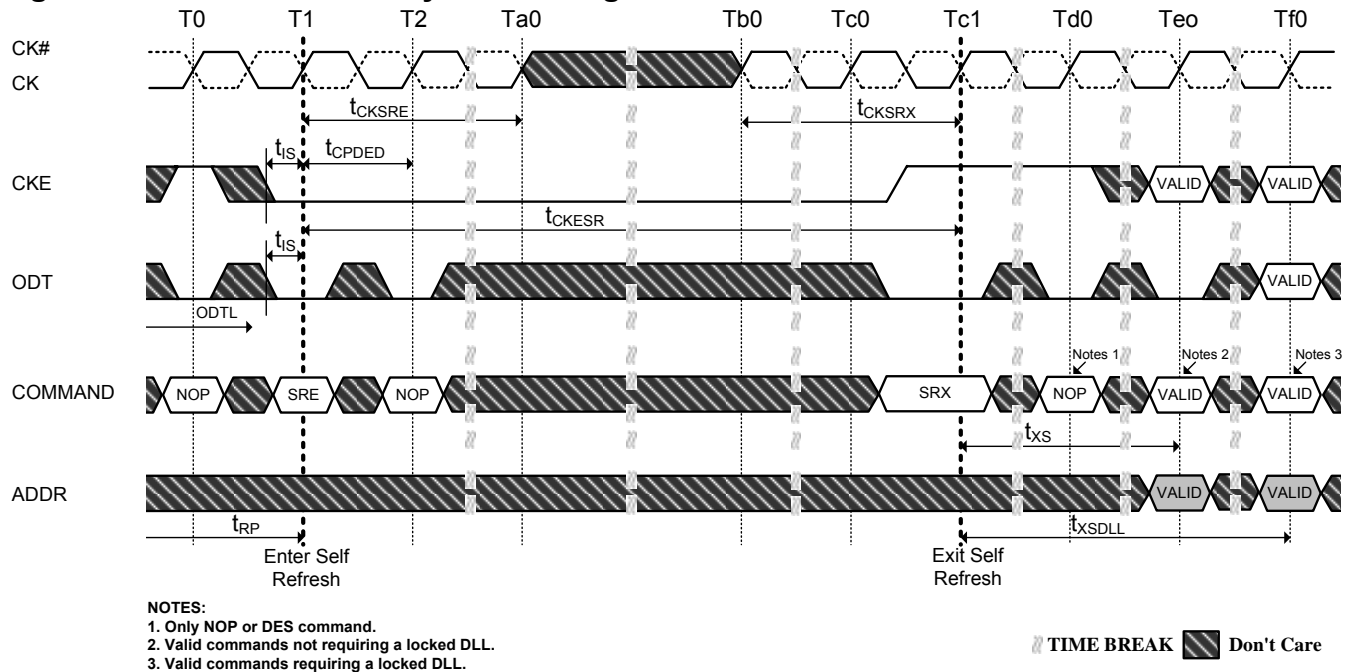 T0 T1 T2 Ta0 Tb0 Tc0 Tc1 Td0 Teo Tf0
CK#
CK
tCKSRE tCKSRX
tIS tCPDED
CKE VALID VALID
tCKESR
tIS
ODT VALID
ODTL
Notes 1 Notes 2 Notes 3
COMMAND NOP SRE NOP SRX NOP VALID VALID
tXS
ADDR VALID VALID
tRP tXSDLL
Enter Self
Refresh
Exit Self
Refresh
NOTES:
1. Only NOP or DES command.
2. Valid commands not requiring a locked DLL.
3. Valid commands requiring a locked DLL.
TIME BREAK Don't Care